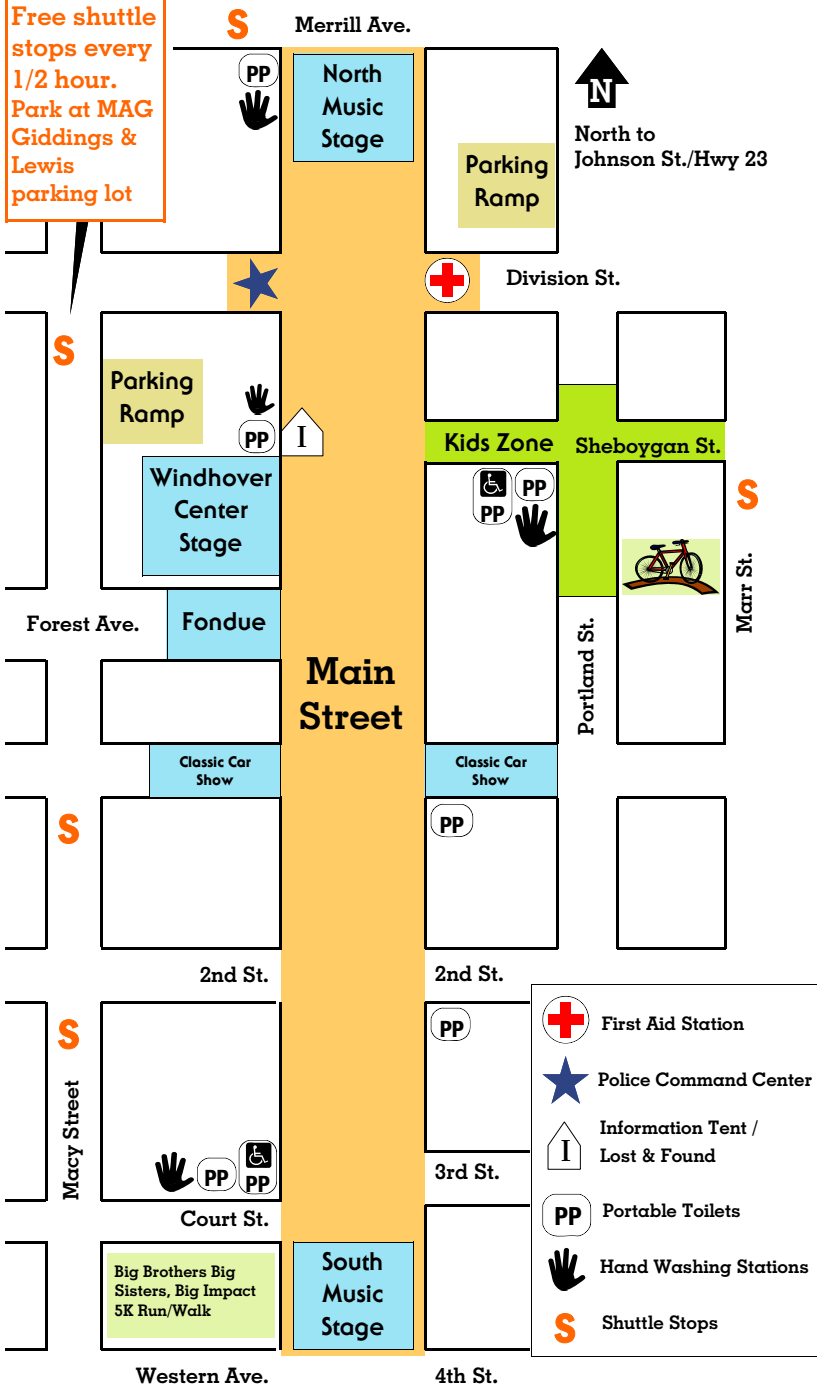 Free shuttle
stops every
1/2 hour.
Park at MAG
Giddings &
Lewis
parking lot
S
Merrill Ave.
PP
North
Music
Stage
N
North to
Johnson St./Hwy 23
Parking
Ramp
Division St.
S
Parking
Ramp
PP
I
Kids Zone
Sheboygan St.
Windhover
Center
Stage
PP
PP
S
Marr St.
Forest Ave.
Fondue
Portland St.
Main
Street
Classic Car
Show
Classic Car
Show
S
PP
2nd St.
2nd St.
S
PP
Macy Street
PP
PP
3rd St.
Court St.
Big Brothers Big
Sisters, Big Impact
5K Run/Walk
South
Music
Stage
Western Ave.
4th St.
First Aid Station
Police Command Center
I
Information Tent /
Lost & Found
PP
Portable Toilets
Hand Washing Stations
S
Shuttle Stops